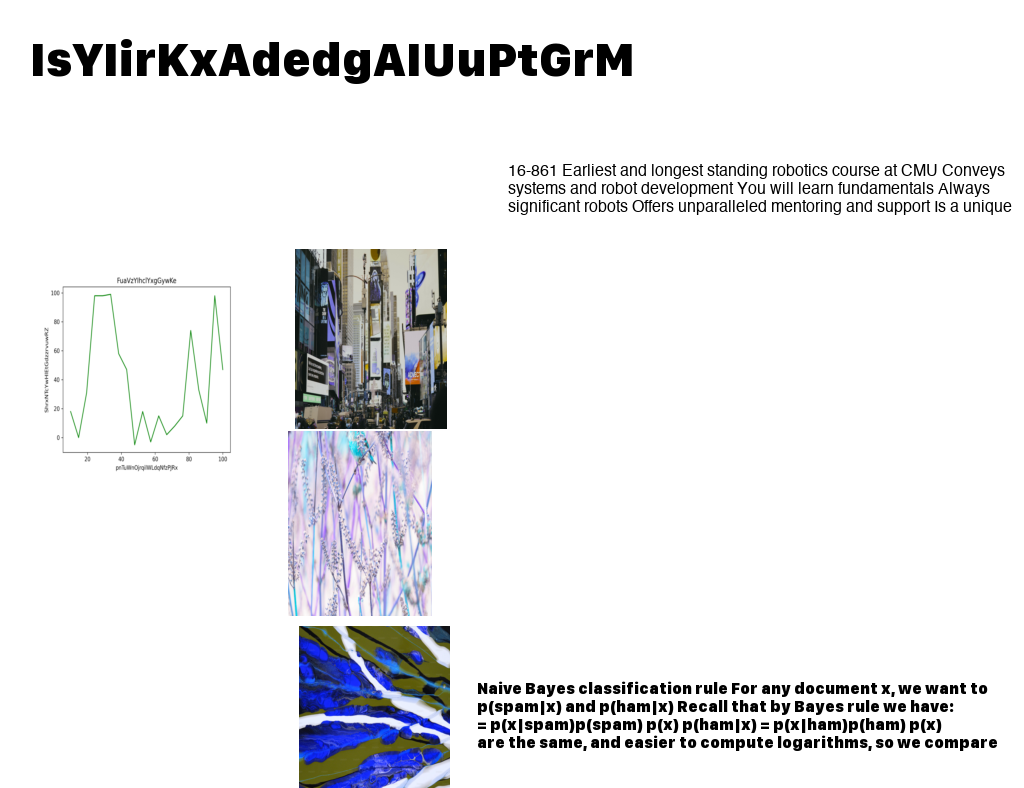 IsYIirKxAdedgAIUuPtGrM
16-861 Earliest and longest standing robotics course at CMU Conveys
systems and robot development You will learn fundamentals Always
significant robots Offers unparalleled mentoring and support Is a unique
100
80
60
40
20
0
20
40
60
80
100
Naive Bayes classification rule For any document x, we want to
p(spam|x) and p(ham|x) Recall that by Bayes rule we have:
= p(x|spam)p(spam) p(x) p(ham|x) = p(x|ham)p(ham) p(x)
are the same, and easier to compute logarithms, so we compare